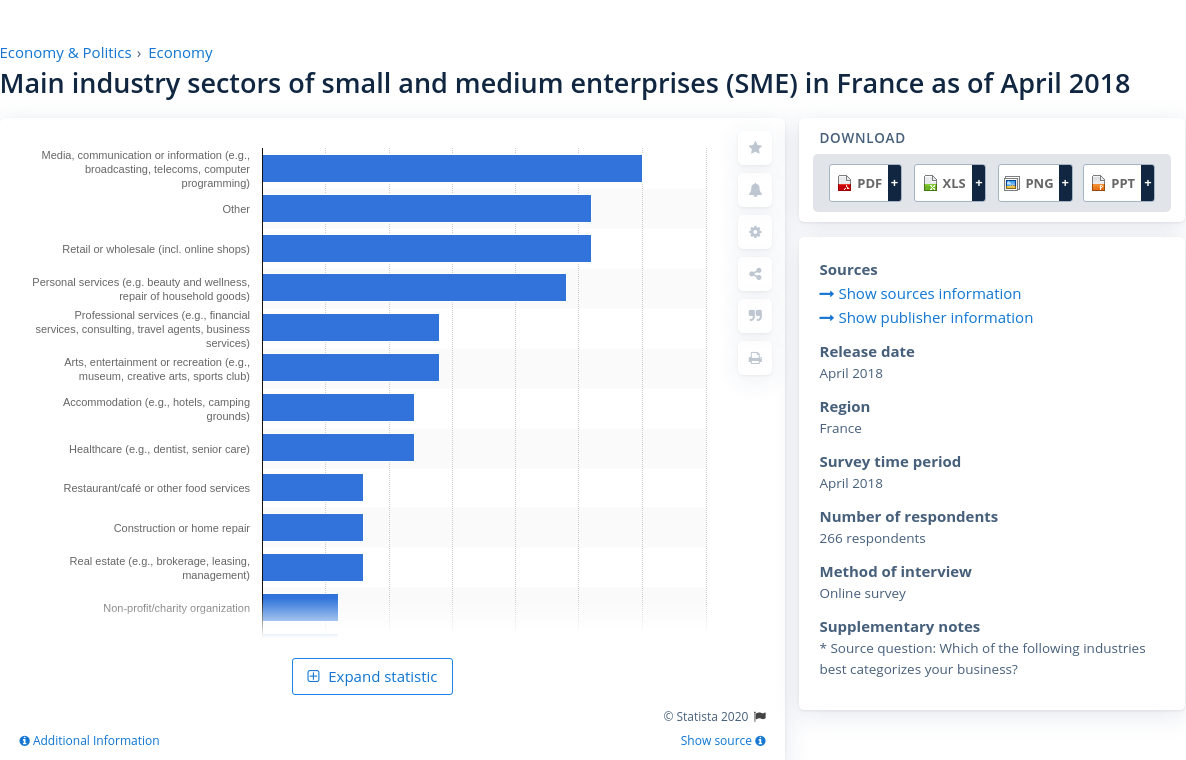 Economy & Politics › Economy
Main industry sectors of small and medium enterprises (SME) in France as of April 2018
Media, communication or information (e.g.,
broadcasting, telecoms, computer
programming)
Other
Retail or wholesale (incl. online shops)
Personal services (e.g. beauty and wellness,
repair of household goods)
Professional services (e.g., financial
services, consulting, travel agents, business
services)
Arts, entertainment or recreation (e.g.,
museum, creative arts, sports club)
Accommodation (e.g., hotels, camping
grounds)
Healthcare (e.g., dentist, senior care)
Restaurant/café or other food services
Construction or home repair
Real estate (e.g., brokerage, leasing,
management)
Non-profit/charity organization
Expand statistic
© Statista 2020
Additional Information
Show source
DOWNLOAD
PDF + XLS + PNG + PPT +
Sources
Show sources information
Show publisher information
Release date
April 2018
Region
France
Survey time period
April 2018
Number of respondents
266 respondents
Method of interview
Online survey
Supplementary notes
* Source question: Which of the following industries
best categorizes your business?